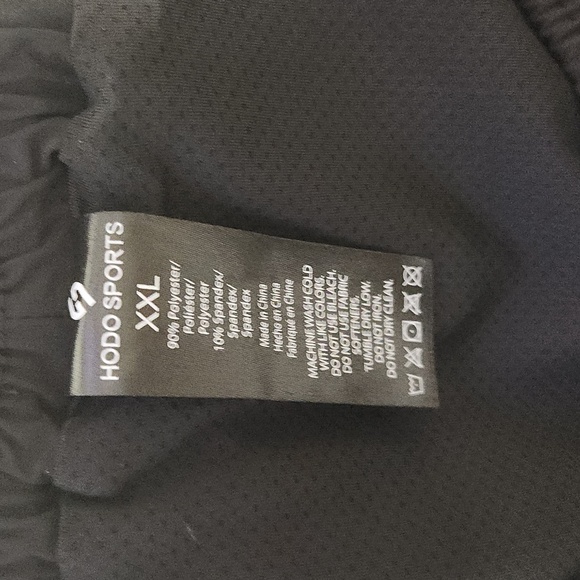 HODO SPORTS
XXL
90% Polyester/
Poliéster/
Polyester
10% Spandex/
Spandex/
Spandex
Made in China
Hecho en China
Fabriqué en Chine
MACHINE WASH COLD
WITH LIKE COLORS.
DO NOT USE BLEACH.
DO NOT USE FABRIC
SOFTENERS.
TUMBLE DRY LOW.
DO NOT IRON.
DO NOT DRY CLEAN.